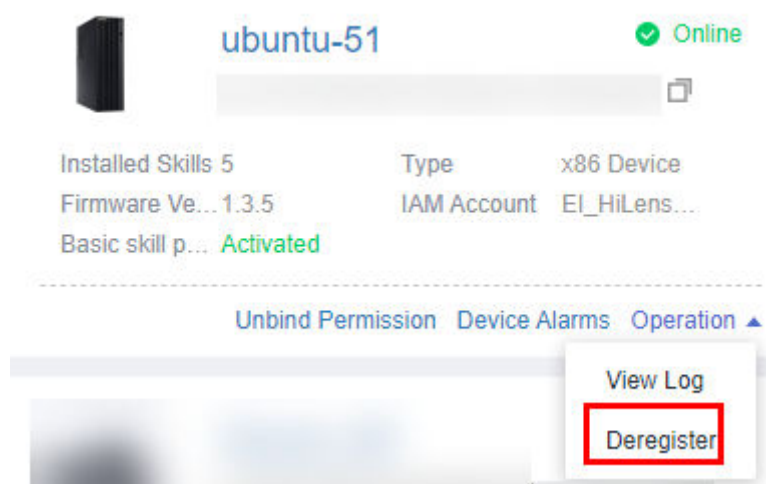 ubuntu-51 Online
Installed Skills 5 Type x86 Device
Firmware Ve... 1.3.5 IAM Account EI_HiLens...
Basic skill p... Activated
Unbind Permission Device Alarms Operation
View Log
Deregister